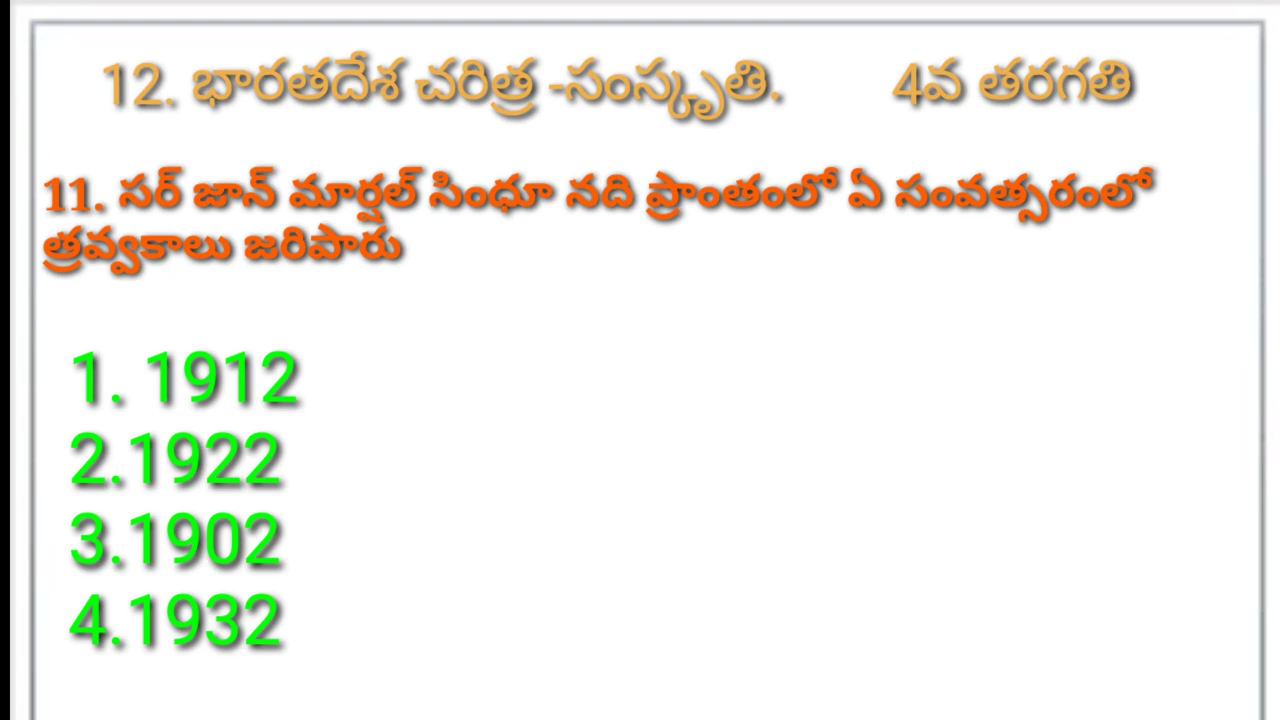 12. భారతదేశ చరిత్ర -సంస్కృతి. 4వ తరగతి
11. సర్ జాన్ మార్షల్ సింధూ నది ప్రాంతంలో ఏ సంవత్సరంలో
త్రవ్వకాలు జరిపారు
1. 1912
2.1922
3.1902
4.1932